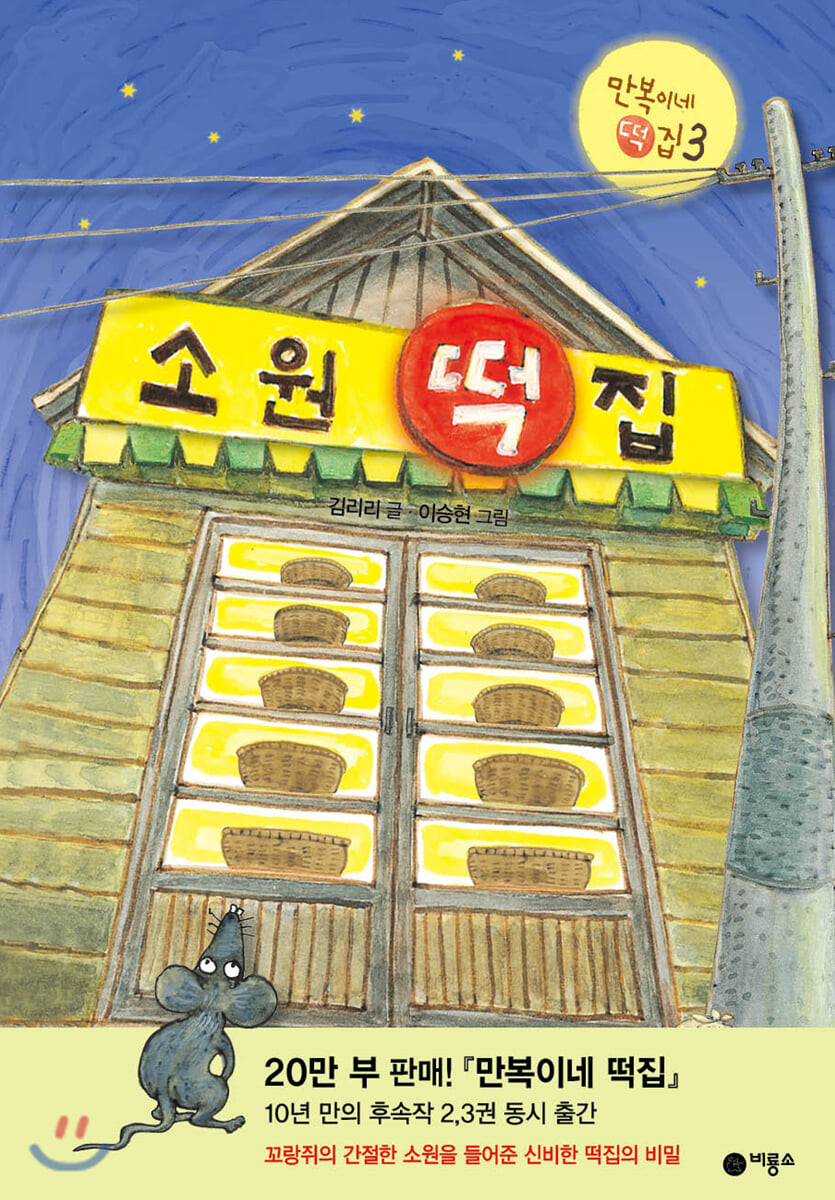 만복이네
떡집3
소원 떡 집
김리리 글·이승현 그림
20만 부 판매! 『만복이네 떡집』
10년 만의 후속작 2,3권 동시 출간
꼬랑쥐의 간절한 소원을 들어준 신비한 떡집의 비밀
비룡소